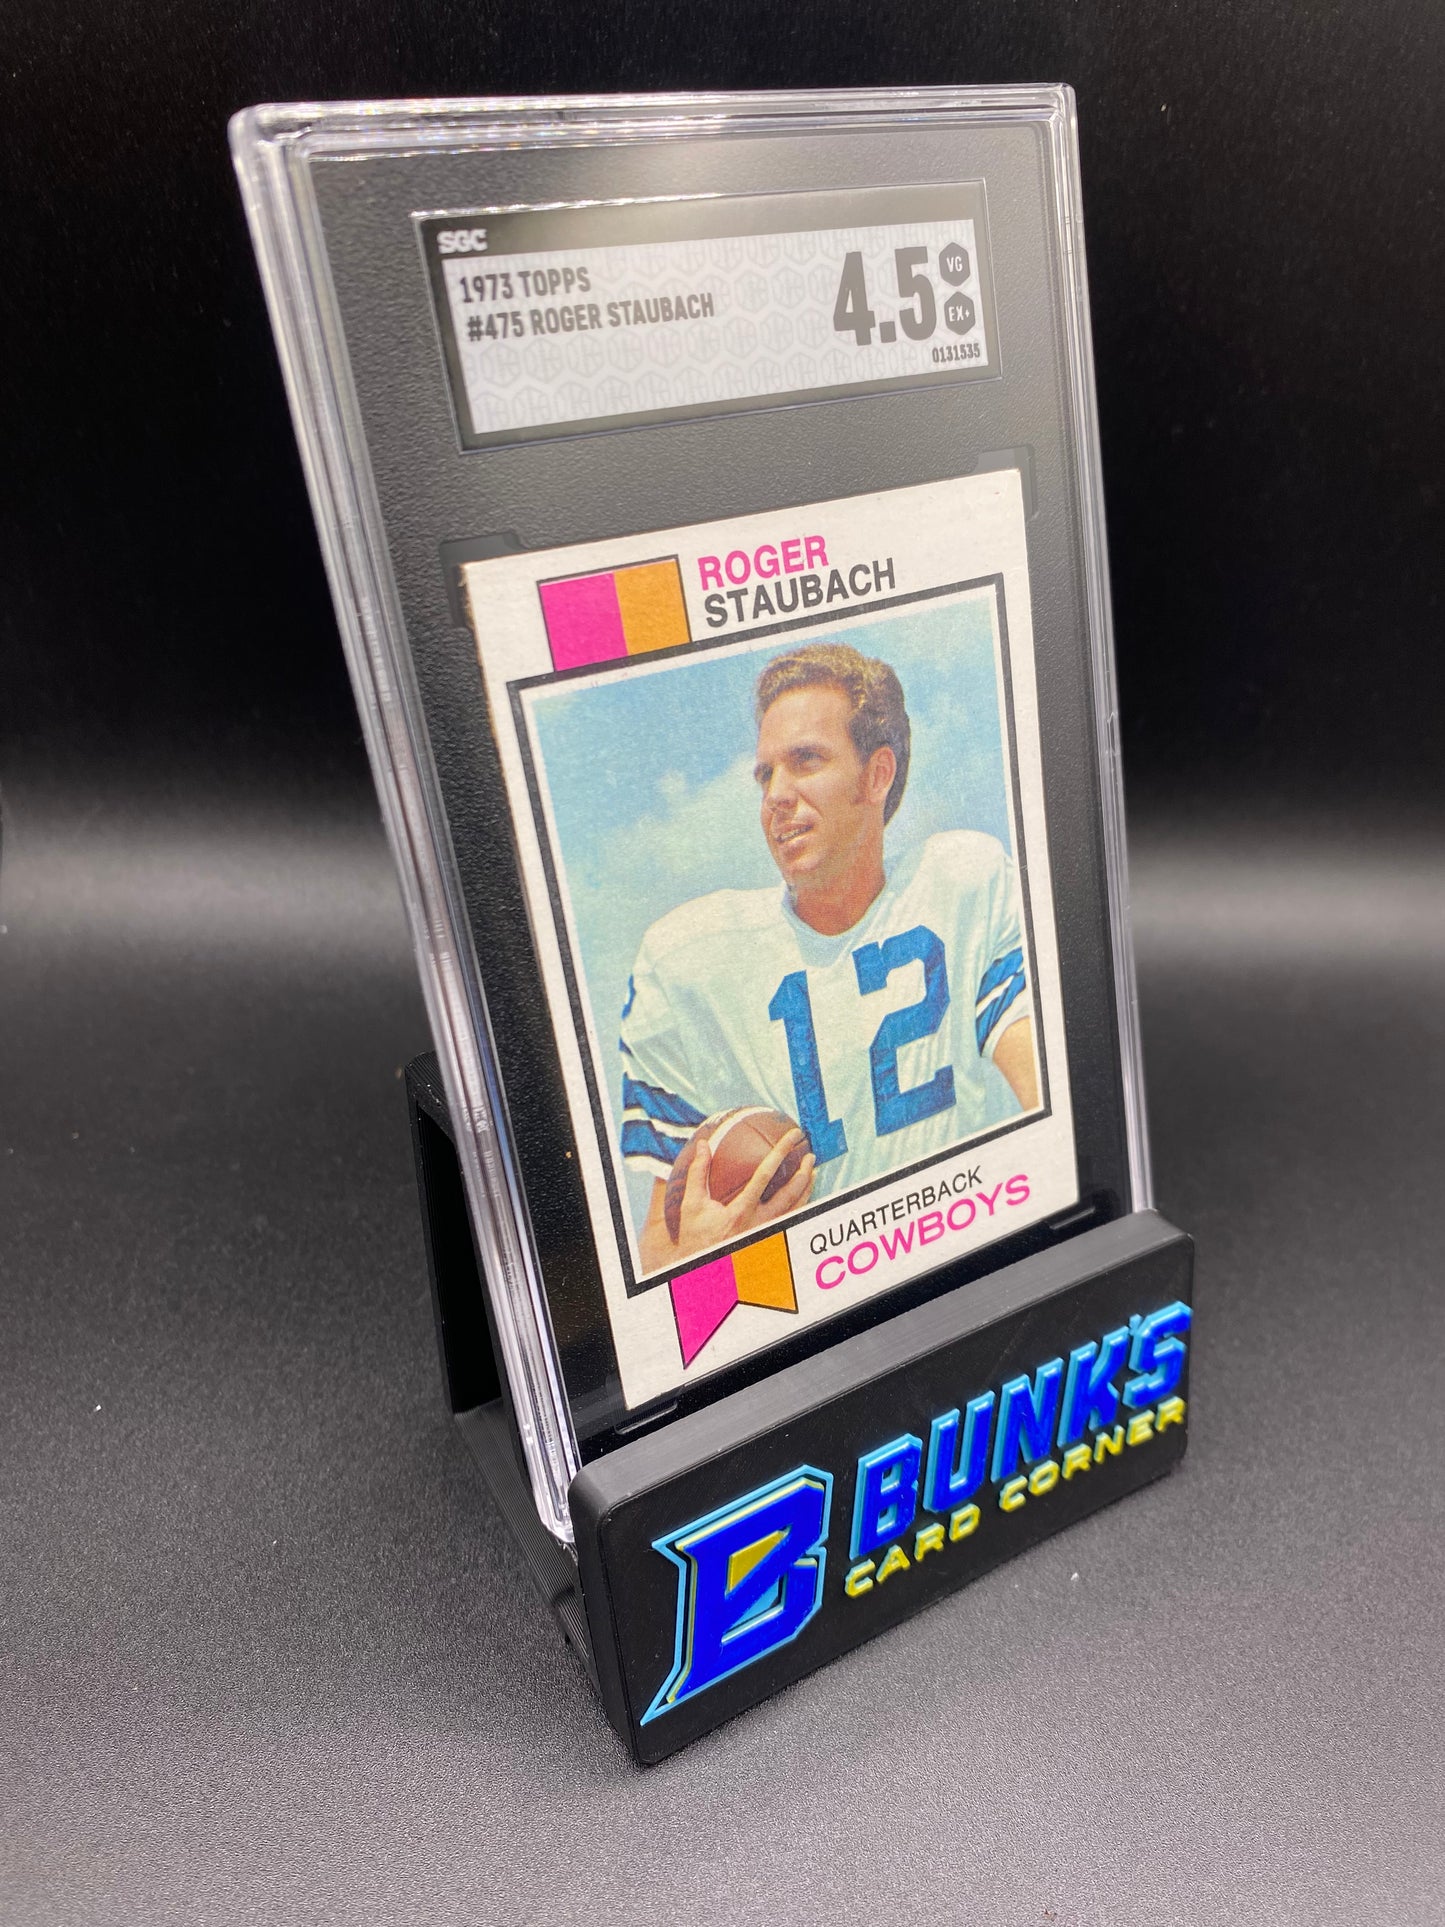 SGC
1973 TOPPS
#475 ROGER STAUBACH
4.5
VG
EX+
0131535
ROGER
STAUBACH
12
QUARTERBACK
COWBOYS
B
BUNK'S
CARD CORNER